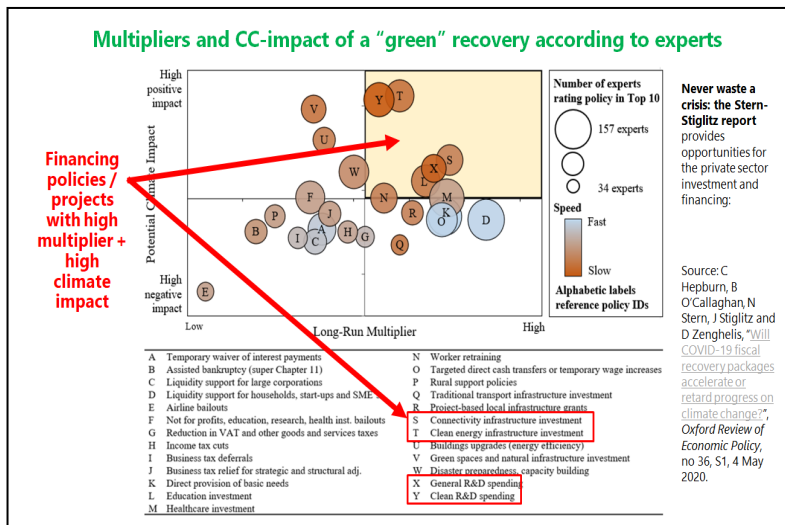 Multipliers and CC-impact of a “green” recovery according to experts
High
positive
impact
Potential Climate Impact
High
negative
impact
Low
Long-Run Multiplier
High
Y
T
V
U
W
S
X
L
F
N
M
P
J
R
K
O
D
B
A
I
C
H
G
Q
E
Financing
policies /
projects
with high
multiplier +
high
climate
impact
Number of experts
rating policy in Top 10
157 experts
34 experts
Speed
Fast
Slow
Alphabetic labels
reference policy IDs
Never waste a
crisis: the Stern-
Stiglitz report
provides
opportunities for
the private sector
investment and
financing:
Source: C
Hepburn, B
O’Callaghan, N
Stern, J Stiglitz and
D Zenghelis, “Will
COVID-19 fiscal
recovery packages
accelerate or
retard progress on
climate change?”,
Oxford Review of
Economic Policy,
no 36, S1, 4 May
2020.
A Temporary waiver of interest payments
B Assisted bankruptcy (super Chapter 11)
C Liquidity support for large corporations
D Liquidity support for households, start-ups and SME's
E Airline bailouts
F Not for profits, education, research, health inst. bailouts
G Reduction in VAT and other goods and services taxes
H Income tax cuts
I Business tax deferrals
J Business tax relief for strategic and structural adj.
K Direct provision of basic needs
L Education investment
M Healthcare investment
N Worker retraining
O Targeted direct cash transfers or temporary wage increases
P Rural support policies
Q Traditional transport infrastructure investment
R Project-based local infrastructure grants
S Connectivity infrastructure investment
T Clean energy infrastructure investment
U Buildings upgrades (energy efficiency)
V Green spaces and natural infrastructure investment
W Disaster preparedness, capacity building
X General R&D spending
Y Clean R&D spending